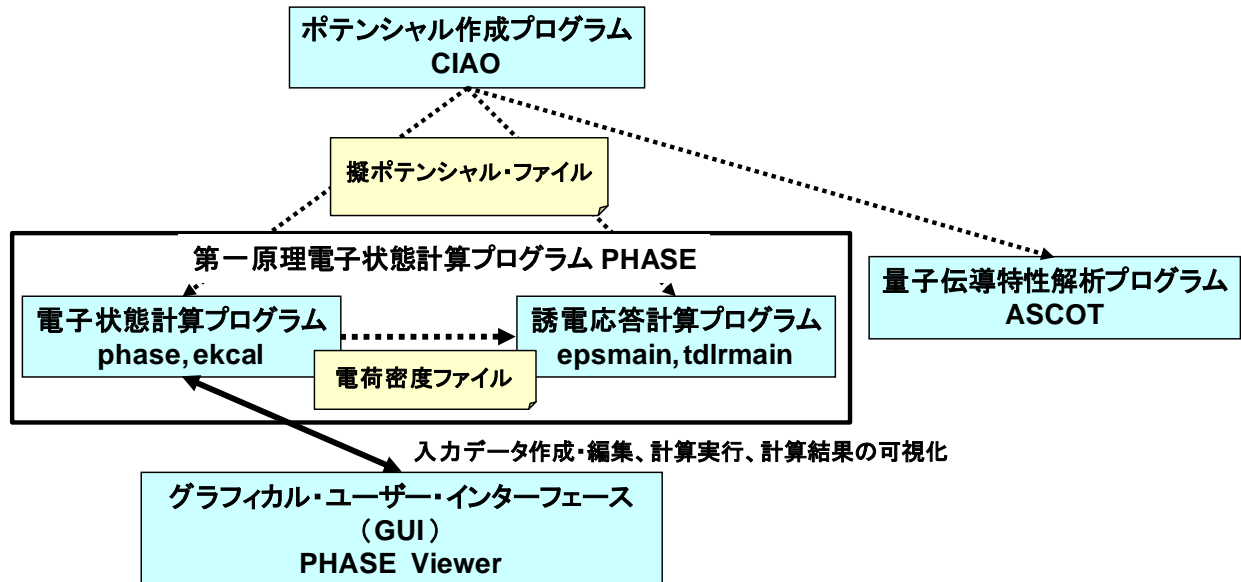 ポテンシャル作成プログラム
CIAO
擬ポテンシャル・ファイル
第一原理電子状態計算プログラム PHASE
電子状態計算プログラム
phase,ekcal
誘電応答計算プログラム
epsmain,tdlrmain
電荷密度ファイル
量子伝導特性解析プログラム
ASCOT
入力データ作成・編集、計算実行、計算結果の可視化
グラフィカル・ユーザー・インターフェース
（GUI）
PHASE Viewer